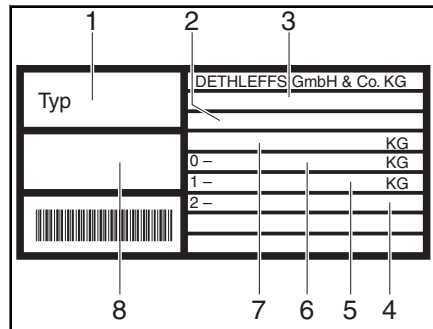 1 2 3
DETHLEFFS GmbH & Co. KG
Typ
KG
0 – KG
1 – KG
2 –
8 7 6 5 4